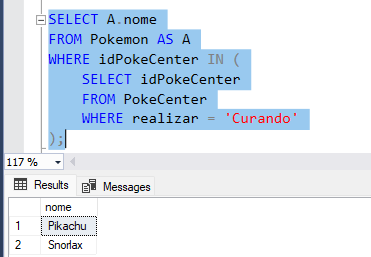 SELECT A.nome
FROM Pokemon AS A
WHERE idPokeCenter IN (
SELECT idPokeCenter
FROM PokeCenter
WHERE realizar = 'Curando'
);
117 %
Results Messages
nome
1 Pikachu
2 Snorlax